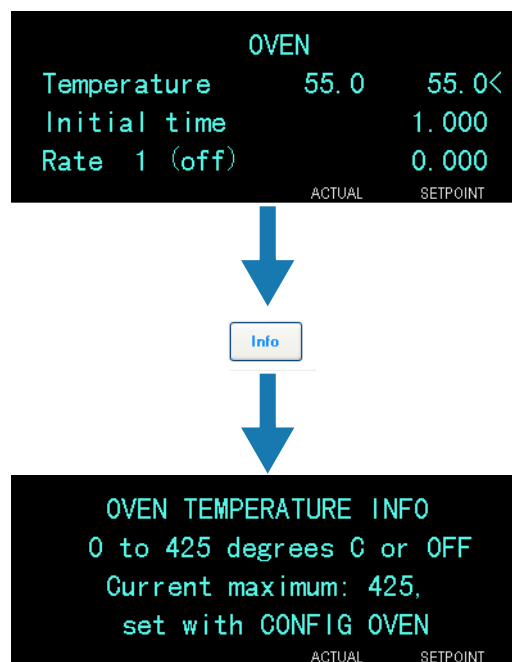 OVEN
Temperature 55.0 55.0<
Initial time 1.000
Rate 1 (off) 0.000
ACTUAL SETPOINT
Info
OVEN TEMPERATURE INFO
0 to 425 degrees C or OFF
Current maximum: 425,
set with CONFIG OVEN
ACTUAL SETPOINT